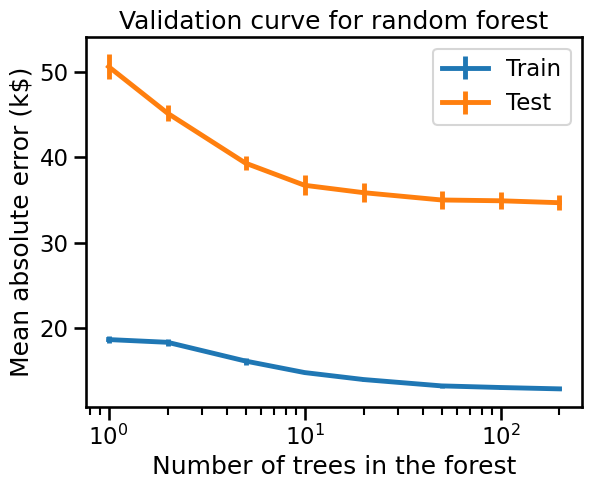 Validation curve for random forest
Train
Test
Mean absolute error (k$)
50
40
30
20
10⁰
10¹
10²
Number of trees in the forest